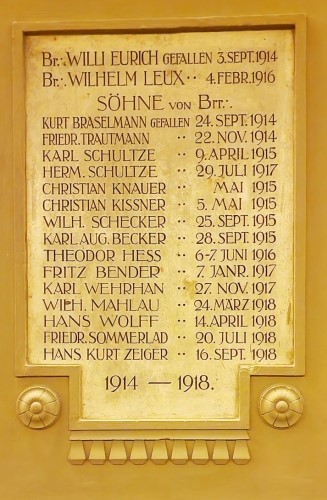 Br∴ WILLI EURICH GEFALLEN 3. SEPT. 1914
Br∴ WILHELM LEUX ·· 4. FEBR. 1916
SÖHNE VON Brr∴
KURT BRASELMANN GEFALLEN 24. SEPT. 1914
FRIEDR. TRAUTMANN ·· 22. NOV. 1914
KARL SCHULTZE ·· 9. APRIL 1915
HERM. SCHULTZE ·· 29. JULI 1917
CHRISTIAN KNAUER ·· MAI 1915
CHRISTIAN KISSNER ·· 5. MAI 1915
WILH. SCHECKER ·· 25. SEPT. 1915
KARL AUG. BECKER ·· 28. SEPT. 1915
THEODOR HESS ·· 6-7. JUNI 1916
FRITZ BENDER ·· 7. JANR. 1917
KARL WEHRHAN ·· 27. NOV. 1917
WILH. MAHLAU ·· 24. MÄRZ 1918
HANS WOLFF ·· 14. APRIL 1918
FRIEDR. SOMMERLAD ·· 20. JULI 1918
HANS KURT ZEIGER ·· 16. SEPT. 1918
1914 — 1918.